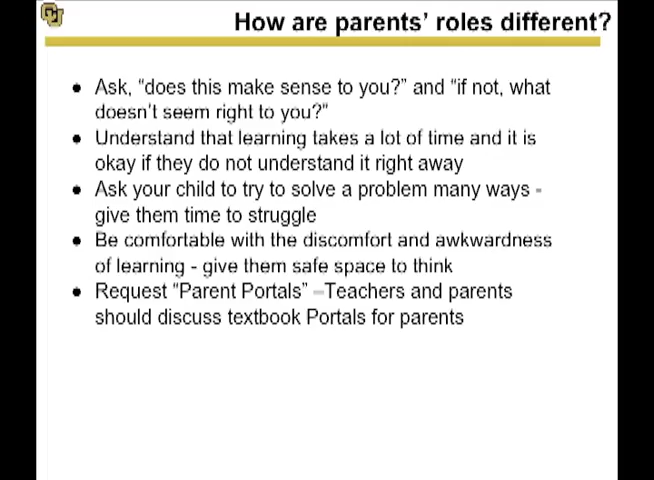 CU
How are parents' roles different?
• Ask, "does this make sense to you?" and "if not, what
doesn't seem right to you?"
• Understand that learning takes a lot of time and it is
okay if they do not understand it right away
• Ask your child to try to solve a problem many ways -
give them time to struggle
• Be comfortable with the discomfort and awkwardness
of learning - give them safe space to think
• Request "Parent Portals" –Teachers and parents
should discuss textbook Portals for parents